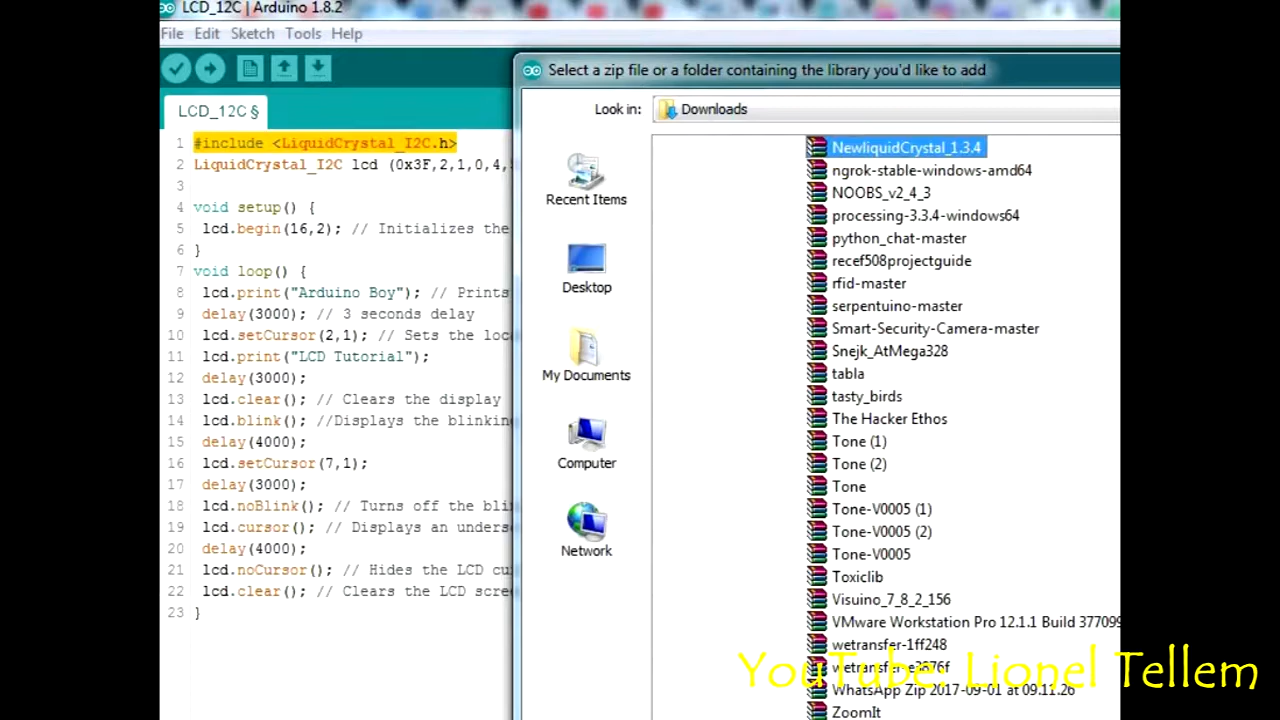 LCD_12C | Arduino 1.8.2
File Edit Sketch Tools Help
LCD_12C §
1 #include <LiquidCrystal_I2C.h>
2 LiquidCrystal_I2C lcd (0x3F,2,1,0,4,
3
4 void setup() {
5 lcd.begin(16,2); // Initializes the
6 }
7 void loop() {
8 lcd.print("Arduino Boy"); // Prints
9 delay(3000); // 3 seconds delay
10 lcd.setCursor(2,1); // Sets the loc
11 lcd.print("LCD Tutorial");
12 delay(3000);
13 lcd.clear(); // Clears the display
14 lcd.blink(); //Displays the blinkin
15 delay(4000);
16 lcd.setCursor(7,1);
17 delay(3000);
18 lcd.noBlink(); // Turns off the bli
19 lcd.cursor(); // Displays an unders
20 delay(4000);
21 lcd.noCursor(); // Hides the LCD cu
22 lcd.clear(); // Clears the LCD scre
23 }
Select a zip file or a folder containing the library you'd like to add
Look in: Downloads
Recent Items
Desktop
My Documents
Computer
Network
NewliquidCrystal_1.3.4
ngrok-stable-windows-amd64
NOOBS_v2_4_3
processing-3.3.4-windows64
python_chat-master
recef508projectguide
rfid-master
serpentuino-master
Smart-Security-Camera-master
Snejk_AtMega328
tabla
tasty_birds
The Hacker Ethos
Tone (1)
Tone (2)
Tone
Tone-V0005 (1)
Tone-V0005 (2)
Tone-V0005
Toxiclib
Visuino_7_8_2_156
VMware Workstation Pro 12.1.1 Build 377099
wetransfer-1ff248
wetransfer-e3876f
WhatsApp Zip 2017-09-01 at 09.11.26
ZoomIt
YouTube: Lionel Tellem